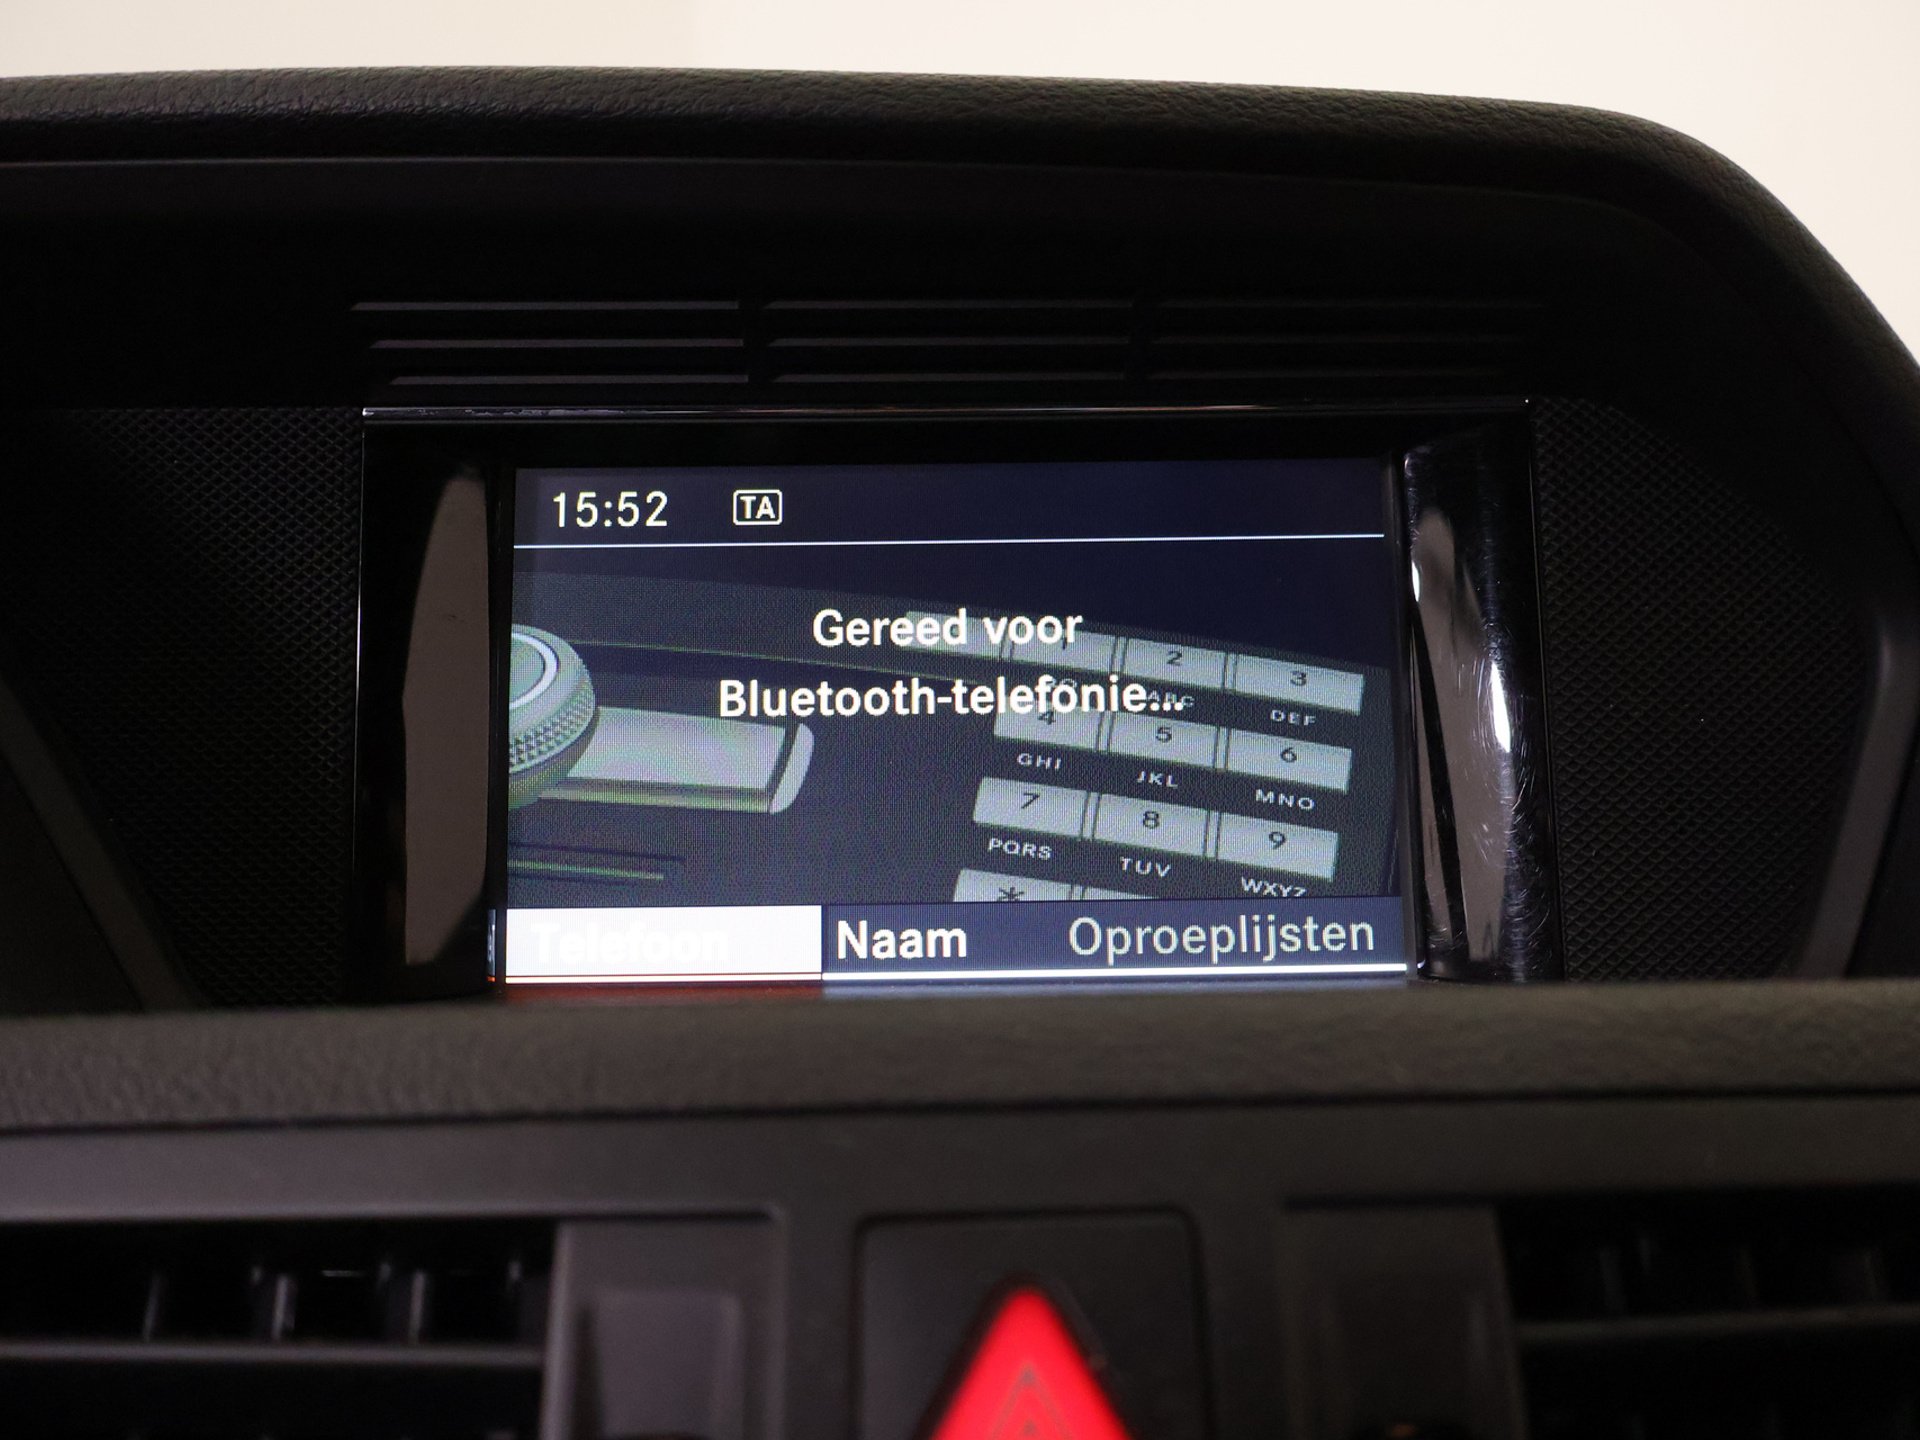 15:52 TA
Gereed voor
Bluetooth-telefonie...
1 2 3
ABC DEF
4 5 6
GHI JKL MNO
7 8 9
PQRS TUV WXYZ
*
Telefoon Naam Oproeplijsten